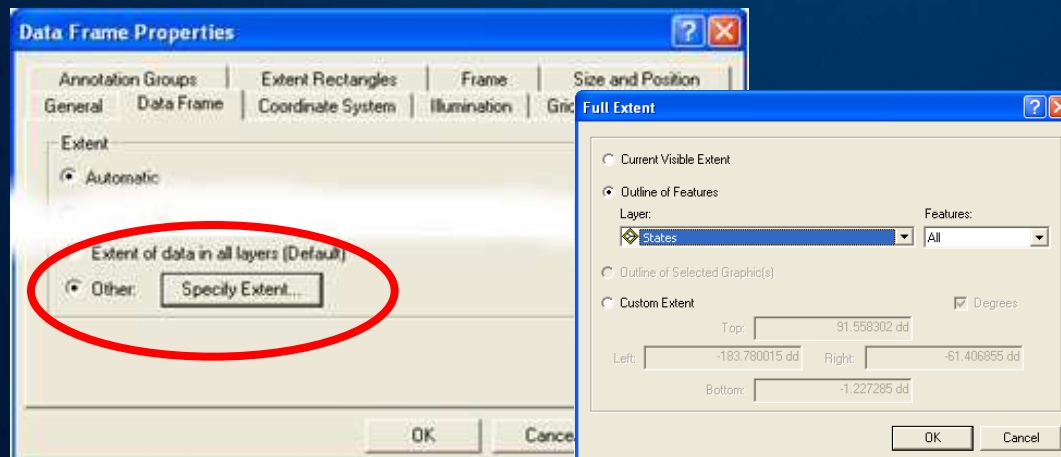 Data Frame Properties
Annotation Groups Extent Rectangles Frame Size and Position
General Data Frame Coordinate System Illumination
Extent
Automatic
Extent of data in all layers (Default)
Other: Specify Extent...
OK
Full Extent
Current Visible Extent
Outline of Features
Layer: Features:
States All
Outline of Selected Graphic(s)
Custom Extent Degrees
Top: 91.558302 dd
Left: -183.780015 dd Right: -61.406855 dd
Bottom: -1.227285 dd
OK Cancel